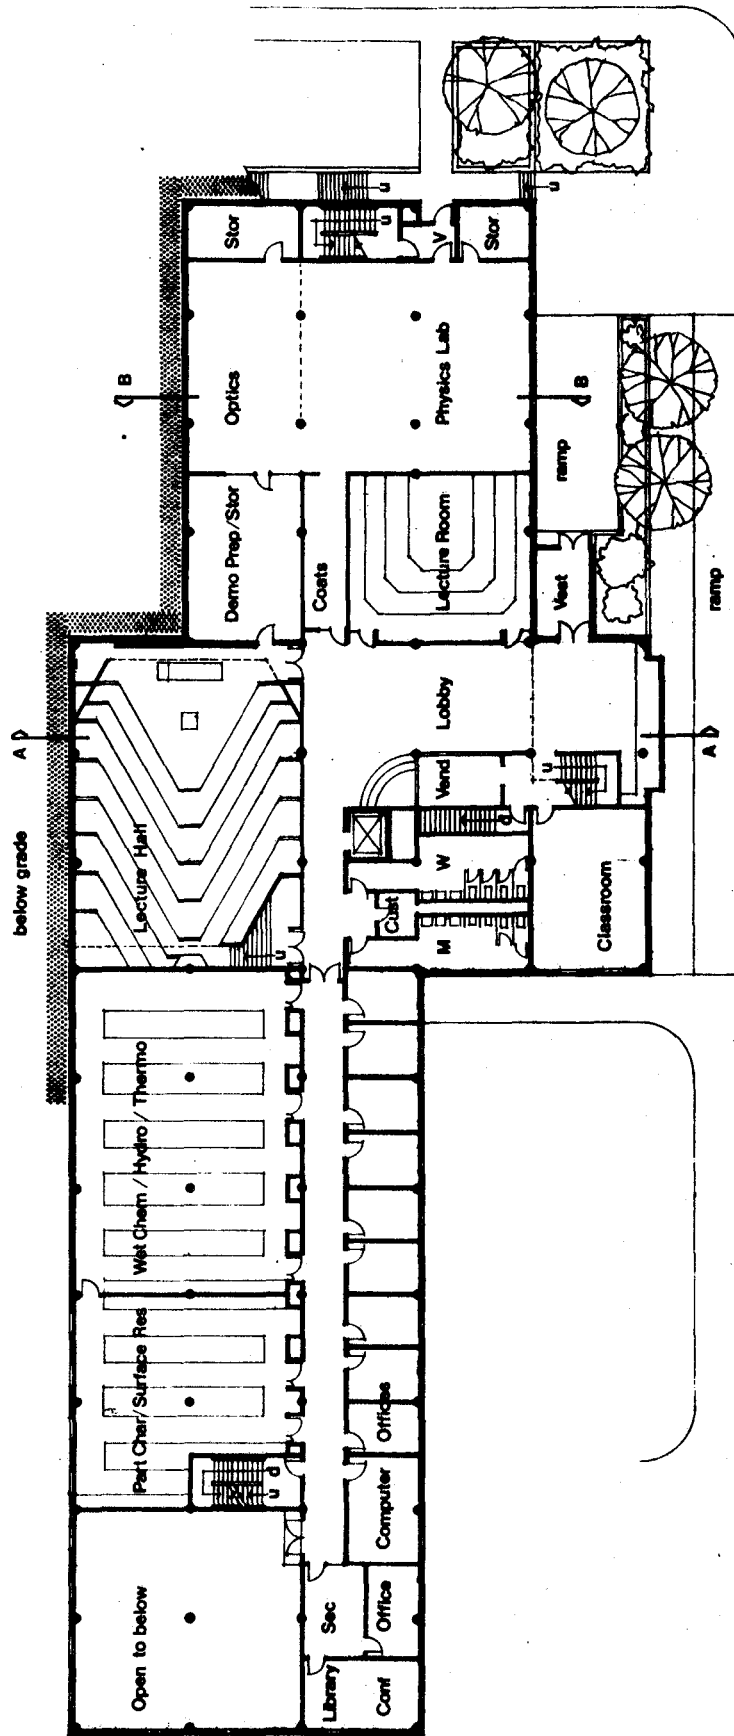 below grade
A
B
Open to below
Part Char/Surface Res
Wet Chem / Hydro / Thermo
Lecture Hall
Demo Prep/Stor
Optics
Stor
u
d
u
Library
Sec
Coats
Conf
Office
Computer
Offices
Cust
u
u
M
W
Vend
Lobby
Lecture Room
Physics Lab
V
Stor
d
u
Vest
ramp
u
B
Classroom
A
ramp